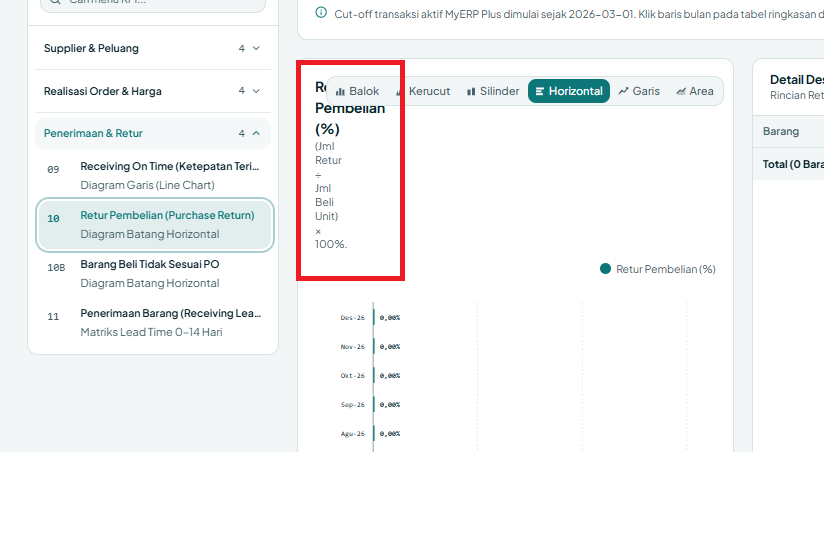 Cut-off transaksi aktif MyERP Plus dimulai sejak 2026-03-01. Klik baris bulan pada tabel ringkasan d
Supplier & Peluang 4
Realisasi Order & Harga 4
Penerimaan & Retur 4
09 Receiving On Time (Ketepatan Teri...
Diagram Garis (Line Chart)
10 Retur Pembelian (Purchase Return)
Diagram Batang Horizontal
10B Barang Beli Tidak Sesuai PO
Diagram Batang Horizontal
11 Penerimaan Barang (Receiving Lea...
Matriks Lead Time 0-14 Hari
Balok Kerucut Silinder Horizontal Garis Area
Pembelian
(%)
(Jml
Retur
÷
Jml
Beli
Unit)
×
100%.
Retur Pembelian (%)
Des-26 0,00%
Nov-26 0,00%
Okt-26 0,00%
Sep-26 0,00%
Agu-26 0,00%
Detail Des
Rincian Ret
Barang
Total (0 Bara